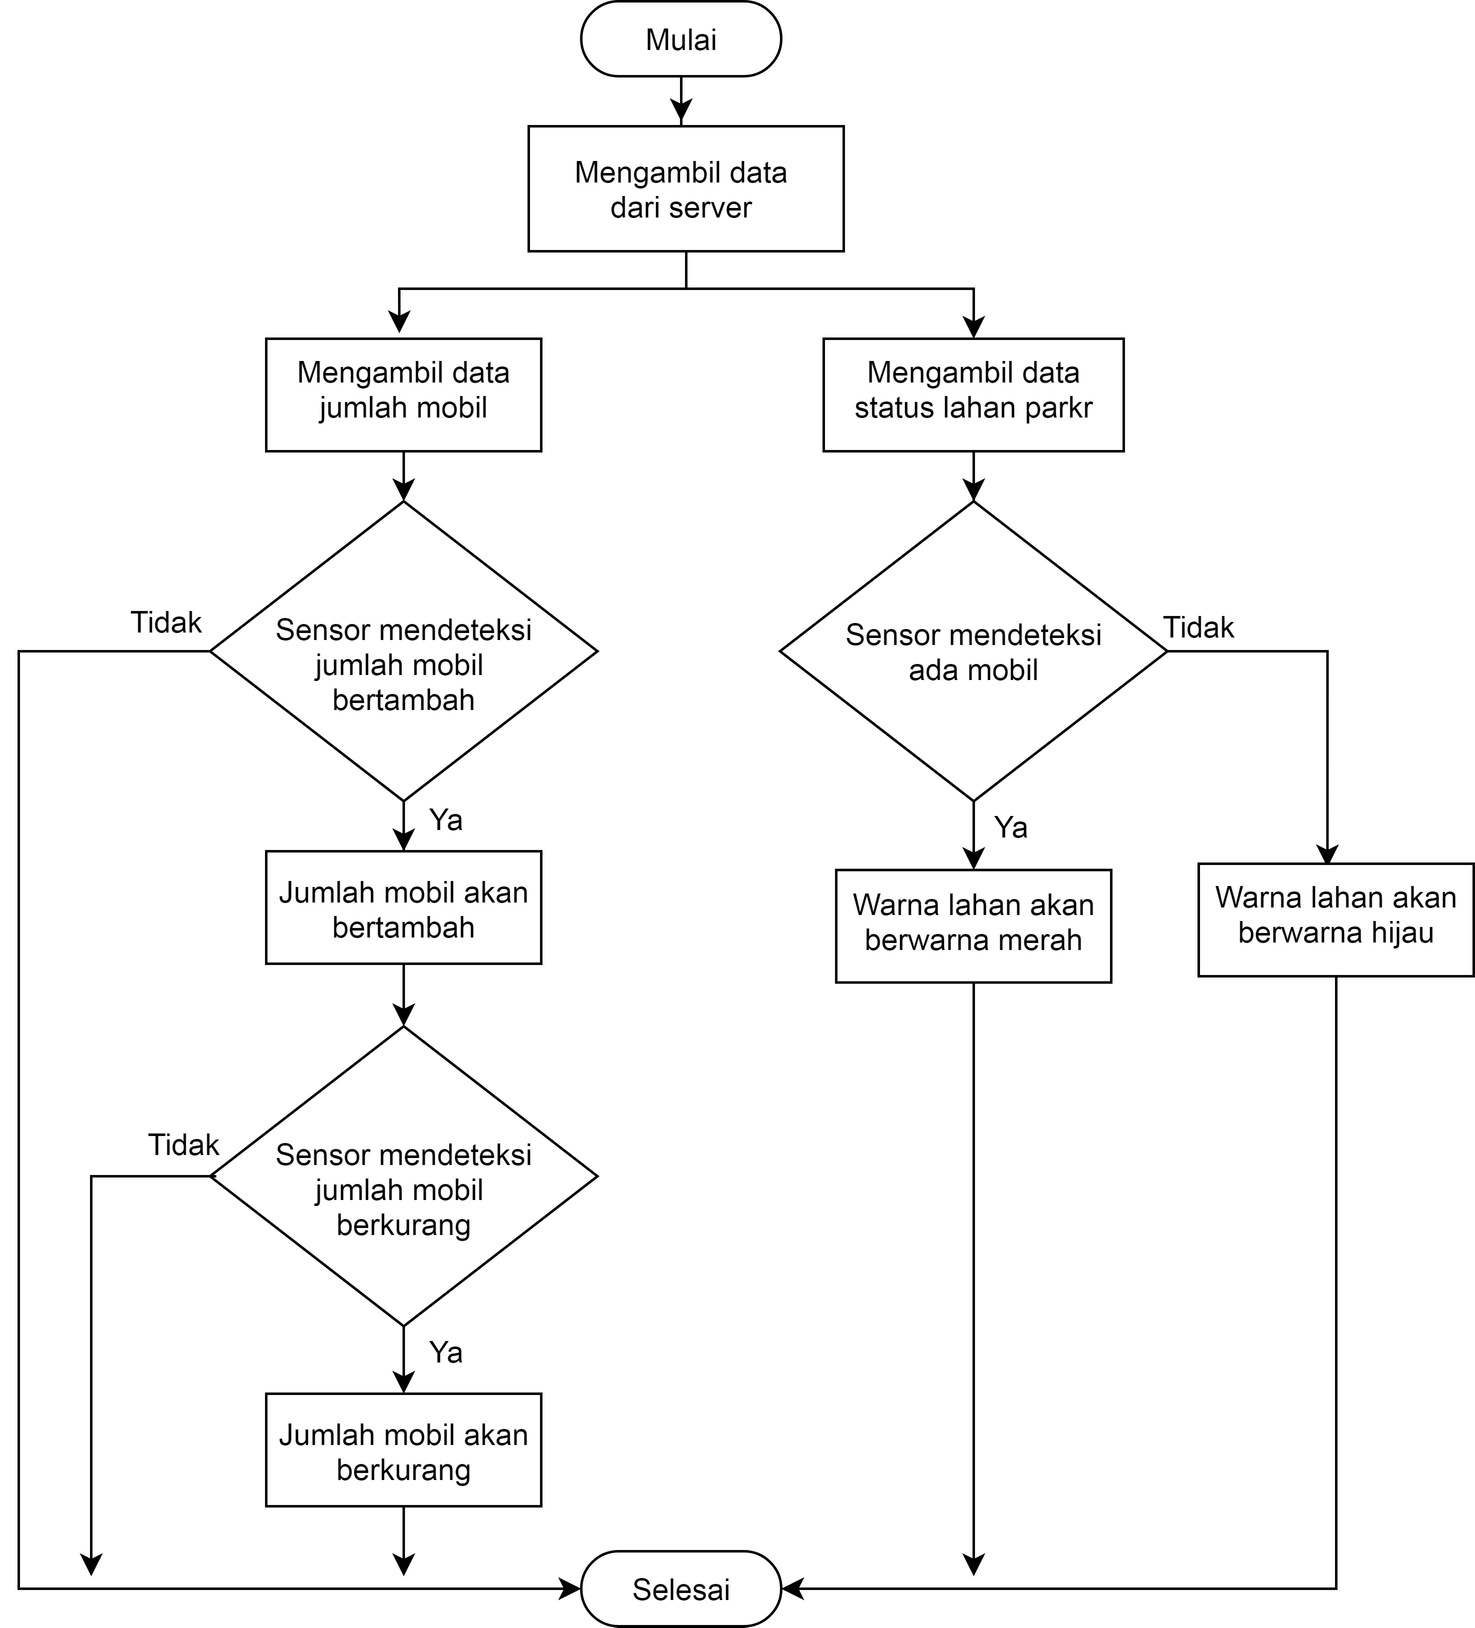 Mulai
Mengambil data
dari server
Mengambil data
jumlah mobil
Mengambil data
status lahan parkr
Tidak
Sensor mendeteksi
jumlah mobil
bertambah
Sensor mendeteksi
ada mobil
Tidak
Ya
Ya
Jumlah mobil akan
bertambah
Warna lahan akan
berwarna merah
Warna lahan akan
berwarna hijau
Tidak
Sensor mendeteksi
jumlah mobil
berkurang
Ya
Jumlah mobil akan
berkurang
Selesai